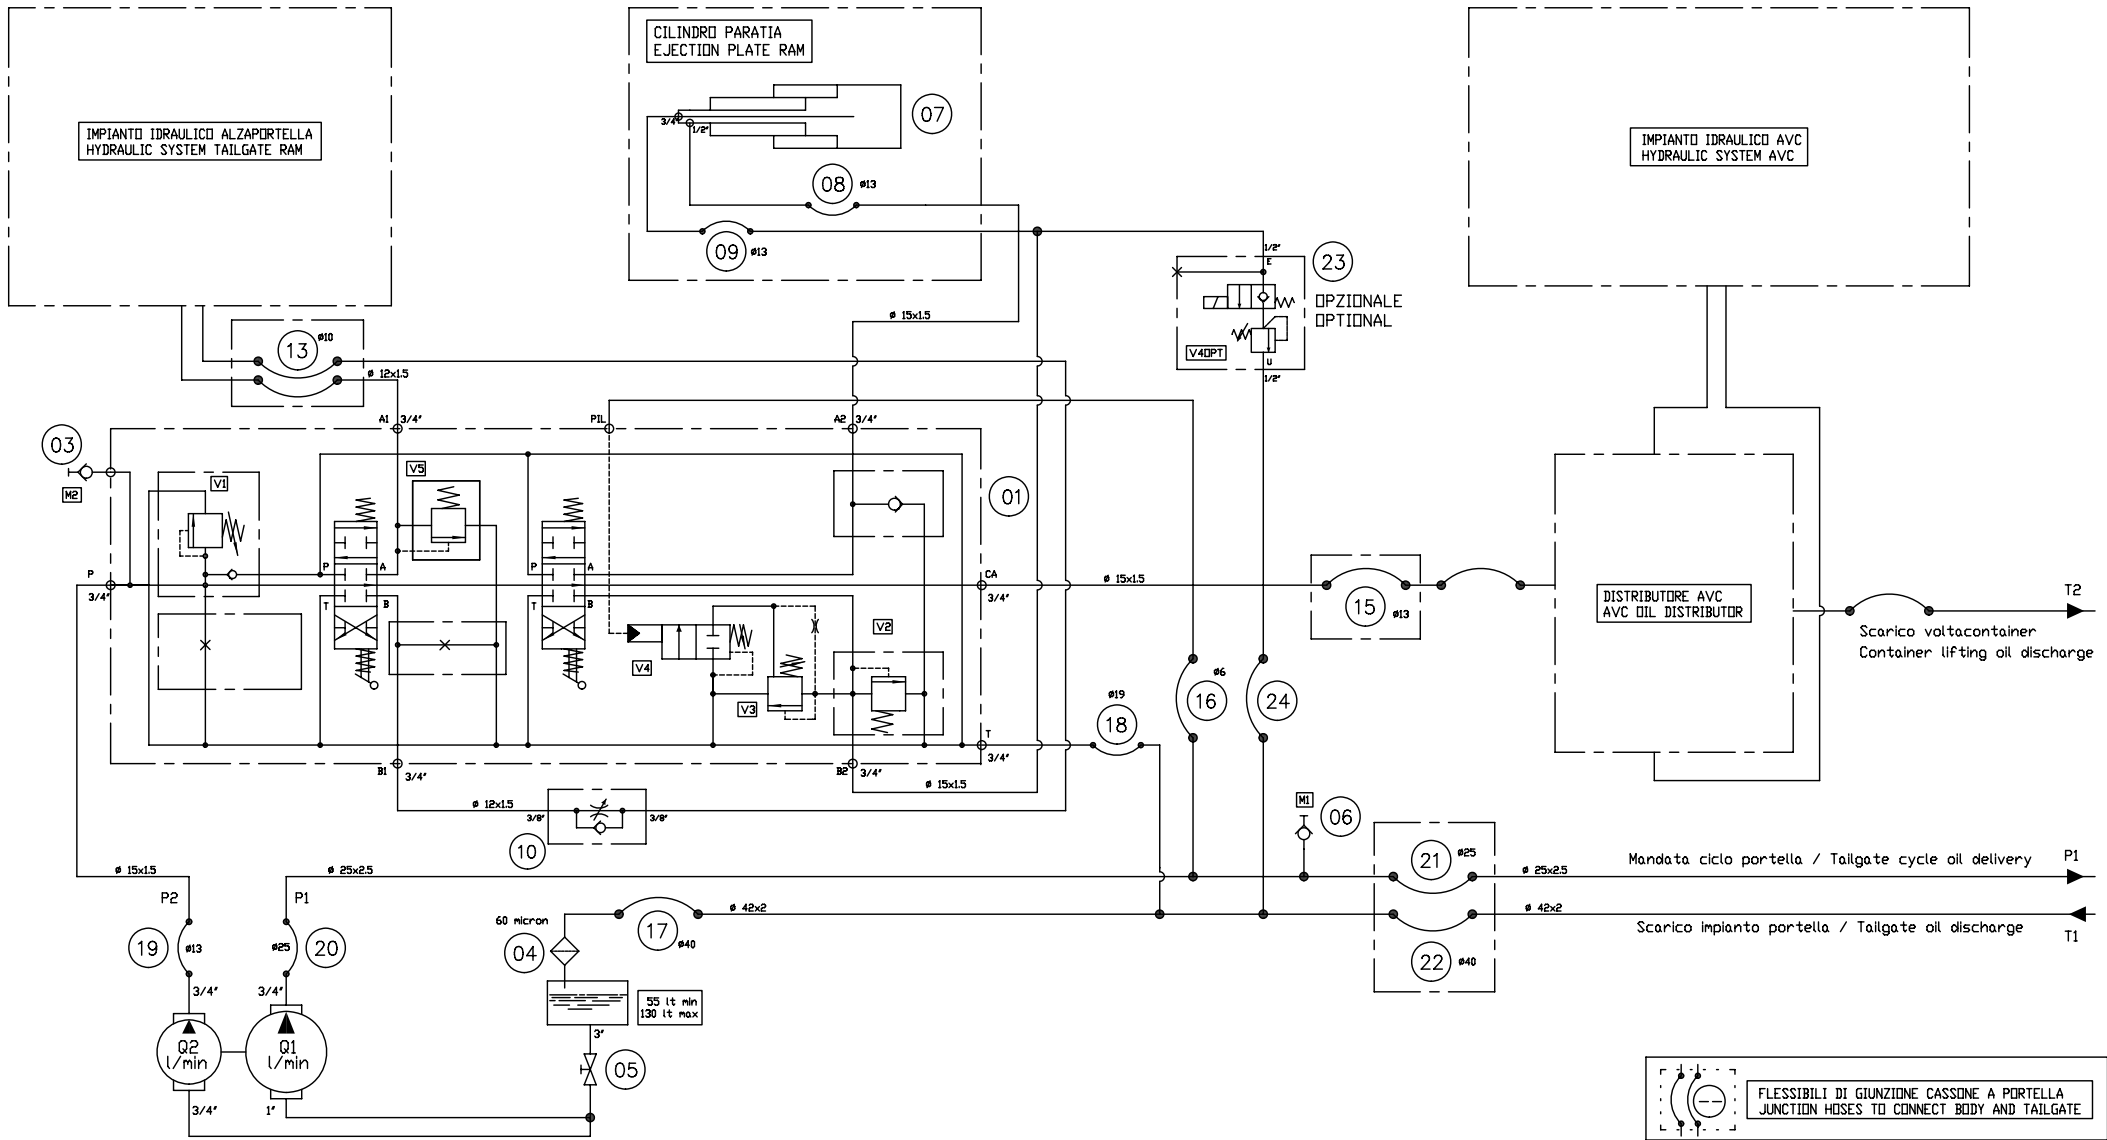 CILINDRO PARATIA
EJECTION PLATE RAM
IMPIANTO IDRAULICO ALZAPORTELLA
HYDRAULIC SYSTEM TAILGATE RAM
IMPIANTO IDRAULICO AVC
HYDRAULIC SYSTEM AVC
07
3/4"
1/2"
08 ø13
09 ø13
1/2"
E
23
OPZIONALE
OPTIONAL
V4OPT
U
1/2"
ø 15x1.5
13 ø10
ø 12x1.5
A1 3/4"
PIL
A2 3/4"
03
M2
V1
V5
01
P
3/4"
P A
T B
P A
T B
CA
3/4"
ø 15x1.5
15 ø13
DISTRIBUTORE AVC
AVC OIL DISTRIBUTOR
T2
Scarico voltacontainer
Container lifting oil discharge
V4
V3
V2
ø6
16
24
ø19
18
T
3/4"
B1 3/4"
B2 3/4"
ø 15x1.5
ø 12x1.5
3/8" 3/8"
10
M1
06
ø 15x1.5
ø 25x2.5
21 ø25
ø 25x2.5
Mandata ciclo portella / Tailgate cycle oil delivery
P1
P2
P1
60 micron
ø 42x2
ø 42x2
Scarico impianto portella / Tailgate oil discharge
T1
19 ø13
ø25 20
04
17 ø40
22 ø40
3/4"
3/4"
55 lt min
130 lt max
3"
Q2
l/min
Q1
l/min
05
3/4"
1"
FLESSIBILI DI GIUNZIONE CASSONE A PORTELLA
JUNCTION HOSES TO CONNECT BODY AND TAILGATE
--